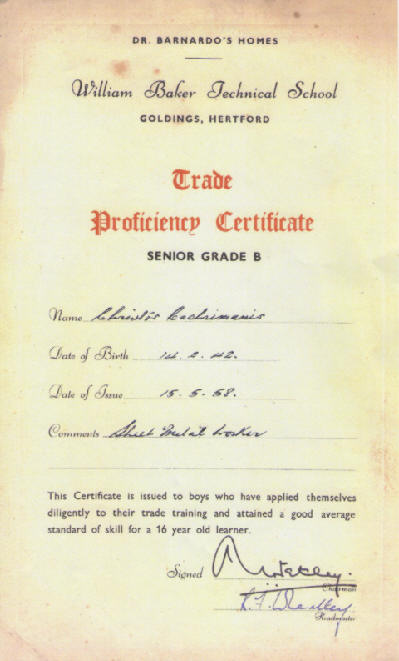 DR. BARNARDO'S HOMES
William Baker Technical School
GOLDINGS, HERTFORD
Trade
Proficiency Certificate
SENIOR GRADE B
Name Christos
Date of Birth 14. 2. 42.
Date of Issue 15. 5. 58.
Comments Sheet Metal Worker
This Certificate is issued to boys who have applied themselves
diligently to their trade training and attained a good average
standard of skill for a 16 year old learner.
Signed
Chairman
Headmaster